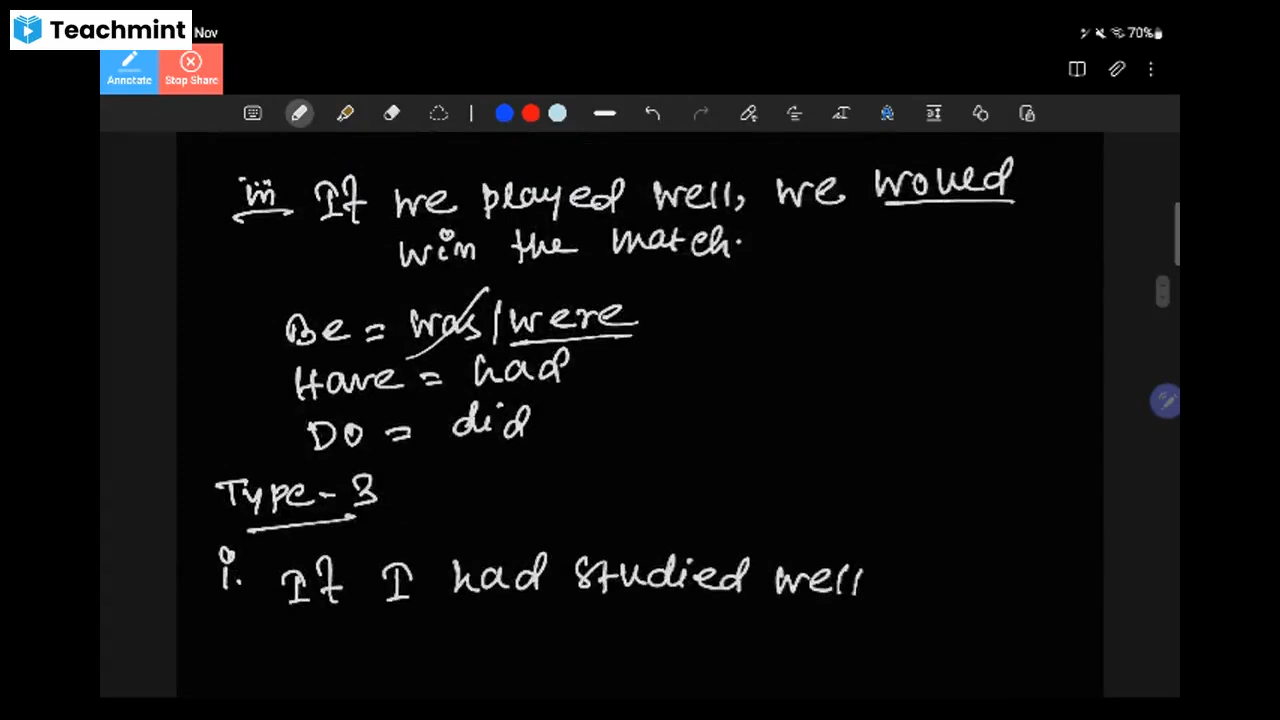 Teachmint
Nov
70%
Annotate
Stop Share
iii If we played well, we would
win the match.
Be = was/were
Have = had
Do = did
Type-3
i. If I had studied well